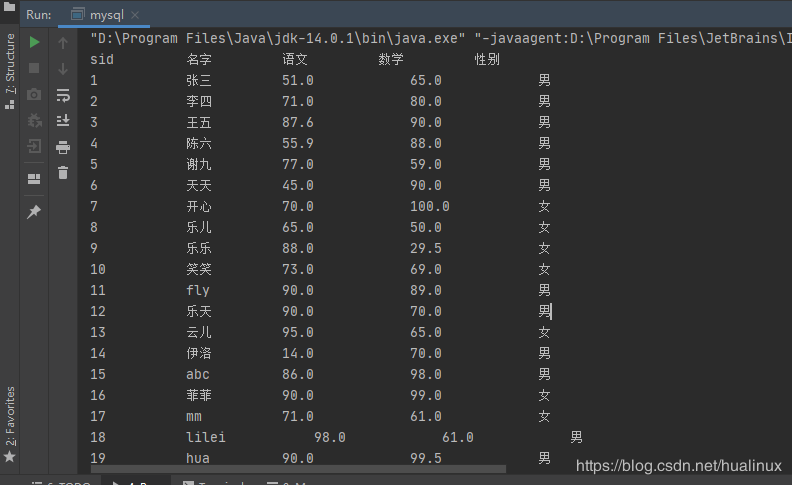 Run: mysql
7: Structure
2: Favorites
"D:\Program Files\Java\jdk-14.0.1\bin\java.exe" "-javaagent:D:\Program Files\JetBrains\I
sid 名字 语文 数学 性别
1 张三 51.0 65.0 男
2 李四 71.0 80.0 男
3 王五 87.6 90.0 男
4 陈六 55.9 88.0 男
5 谢九 77.0 59.0 男
6 天天 45.0 90.0 男
7 开心 70.0 100.0 女
8 乐儿 65.0 50.0 女
9 乐乐 88.0 29.5 女
10 笑笑 73.0 69.0 女
11 fly 90.0 89.0 男
12 乐天 90.0 70.0 男
13 云儿 95.0 65.0 女
14 伊洛 14.0 70.0 男
15 abc 86.0 98.0 男
16 菲菲 90.0 99.0 女
17 mm 71.0 61.0 女
18 lilei 98.0 61.0 男
19 hua 90.0 99.5 男
https://blog.csdn.net/hualinux